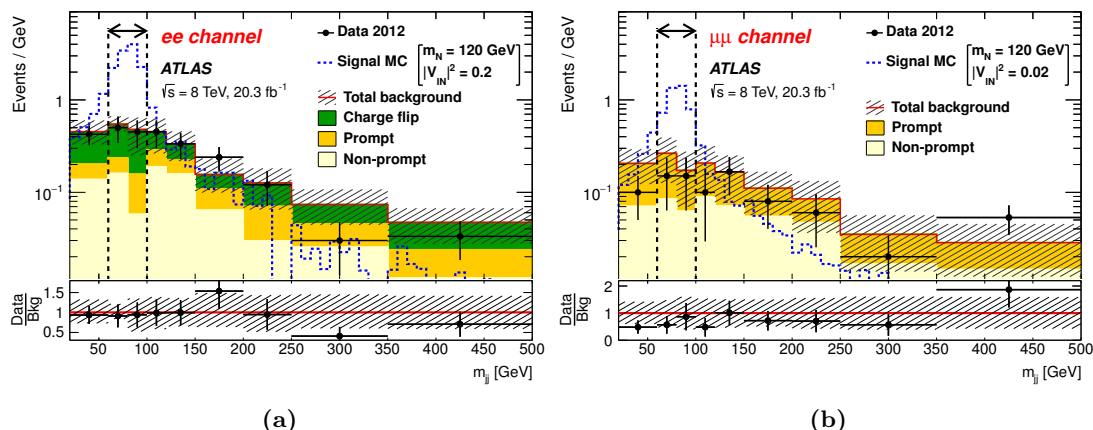 Events / GeV
1
10⁻¹
ee channel
ATLAS
√s = 8 TeV, 20.3 fb⁻¹
Data 2012
Signal MC [m_N = 120 GeV
|V_IN|² = 0.2]
Total background
Charge flip
Prompt
Non-prompt
Data
Bkg
1.5
1
0.5
50 100 150 200 250 300 350 400 450 500
m_jj [GeV]
(a)
Events / GeV
1
10⁻¹
μμ channel
ATLAS
√s = 8 TeV, 20.3 fb⁻¹
Data 2012
Signal MC [m_N = 120 GeV
|V_IN|² = 0.02]
Total background
Prompt
Non-prompt
Data
Bkg
2
1
0
50 100 150 200 250 300 350 400 450 500
m_jj [GeV]
(b)